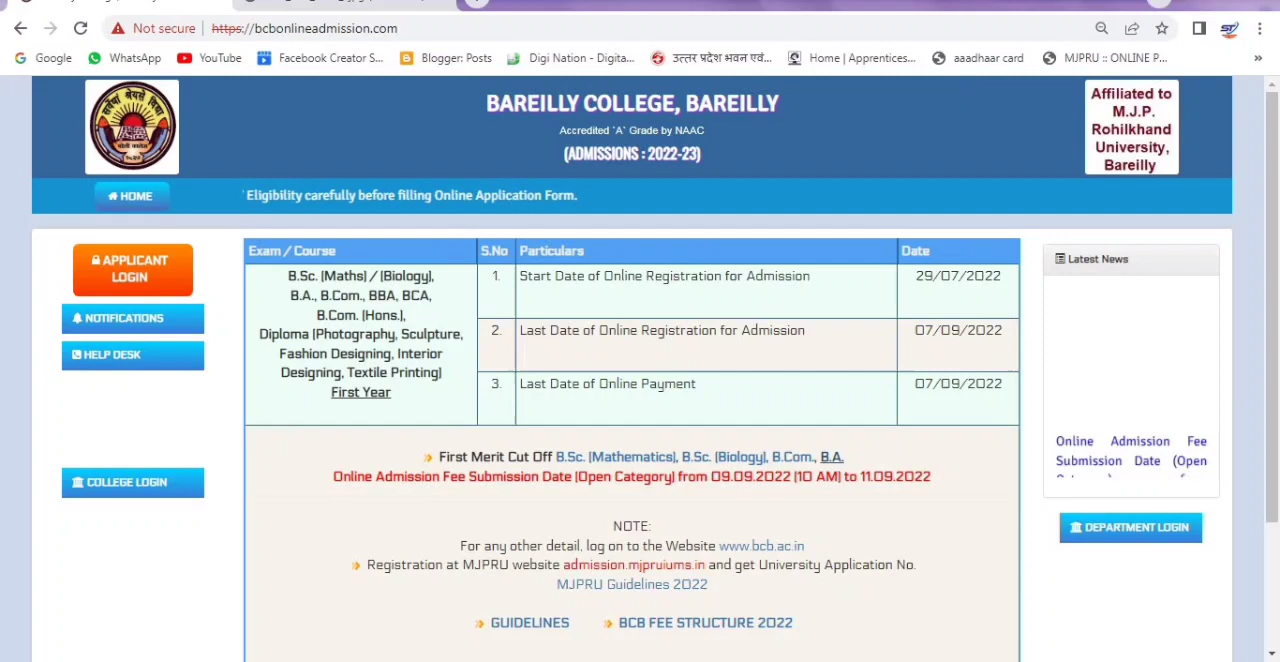 Not secure | https://bcbonlineadmission.com
Google WhatsApp YouTube Facebook Creator S... Blogger: Posts Digi Nation - Digita... उत्तर प्रदेश भवन एवं... Home | Apprentices... aaadhaar card MJPRU :: ONLINE P... »
BAREILLY COLLEGE, BAREILLY
Accredited 'A' Grade by NAAC
(ADMISSIONS : 2022-23)
Affiliated to
M.J.P.
Rohilkhand
University,
Bareilly
HOME
Eligibility carefully before filling Online Application Form.
APPLICANT
LOGIN
NOTIFICATIONS
HELP DESK
COLLEGE LOGIN
Exam / Course S.No Particulars Date
B.Sc. (Maths) / (Biology),
B.A., B.Com., BBA, BCA,
B.Com. (Hons.),
Diploma (Photography, Sculpture,
Fashion Designing, Interior
Designing, Textile Printing)
First Year
1. Start Date of Online Registration for Admission 29/07/2022
2. Last Date of Online Registration for Admission 07/09/2022
3. Last Date of Online Payment 07/09/2022
First Merit Cut Off B.Sc. (Mathematics), B.Sc. (Biology), B.Com., B.A.
Online Admission Fee Submission Date (Open Category) from 09.09.2022 (10 AM) to 11.09.2022
NOTE:
For any other detail, log on to the Website www.bcb.ac.in
Registration at MJPRU website admission.mjpruiums.in and get University Application No.
MJPRU Guidelines 2022
GUIDELINES BCB FEE STRUCTURE 2022
Latest News
Online Admission Fee
Submission Date (Open
DEPARTMENT LOGIN